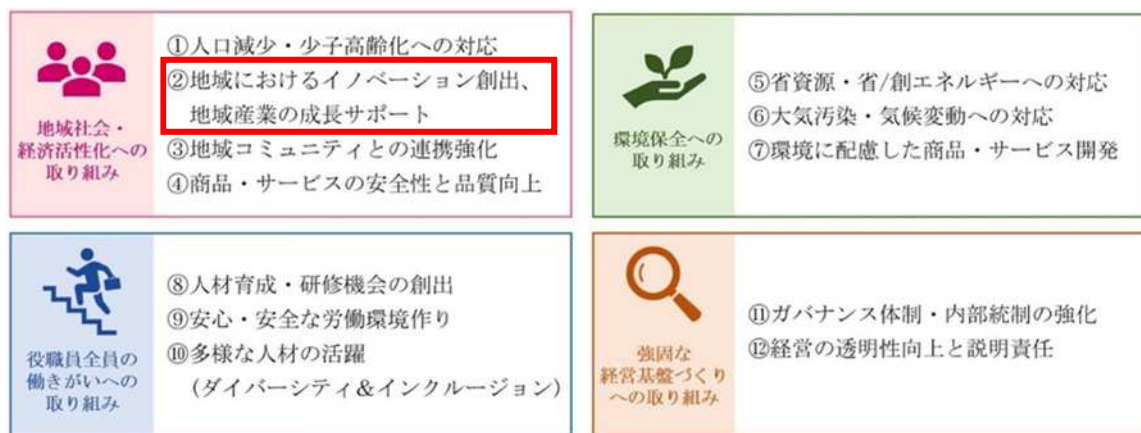 地域社会・
経済活性化への
取り組み
①人口減少・少子高齢化への対応
②地域におけるイノベーション創出、
地域産業の成長サポート
③地域コミュニティとの連携強化
④商品・サービスの安全性と品質向上
環境保全への
取り組み
⑤省資源・省/創エネルギーへの対応
⑥大気汚染・気候変動への対応
⑦環境に配慮した商品・サービス開発
役職員全員の
働きがいへの
取り組み
⑧人材育成・研修機会の創出
⑨安心・安全な労働環境作り
⑩多様な人材の活躍
(ダイバーシティ&インクルージョン)
強固な
経営基盤づくり
への取り組み
⑪ガバナンス体制・内部統制の強化
⑫経営の透明性向上と説明責任